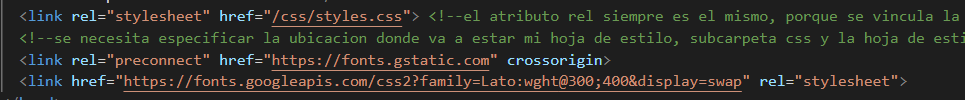 <link rel="stylesheet" href="/css/styles.css"> <!--el atributo rel siempre es el mismo, porque se vincula la
<!--se necesita especificar la ubicacion donde va a estar mi hoja de estilo, subcarpeta css y la hoja de esti
<link rel="preconnect" href="https://fonts.gstatic.com" crossorigin>
<link href="https://fonts.googleapis.com/css2?family=Lato:wght@300;400&display=swap" rel="stylesheet">